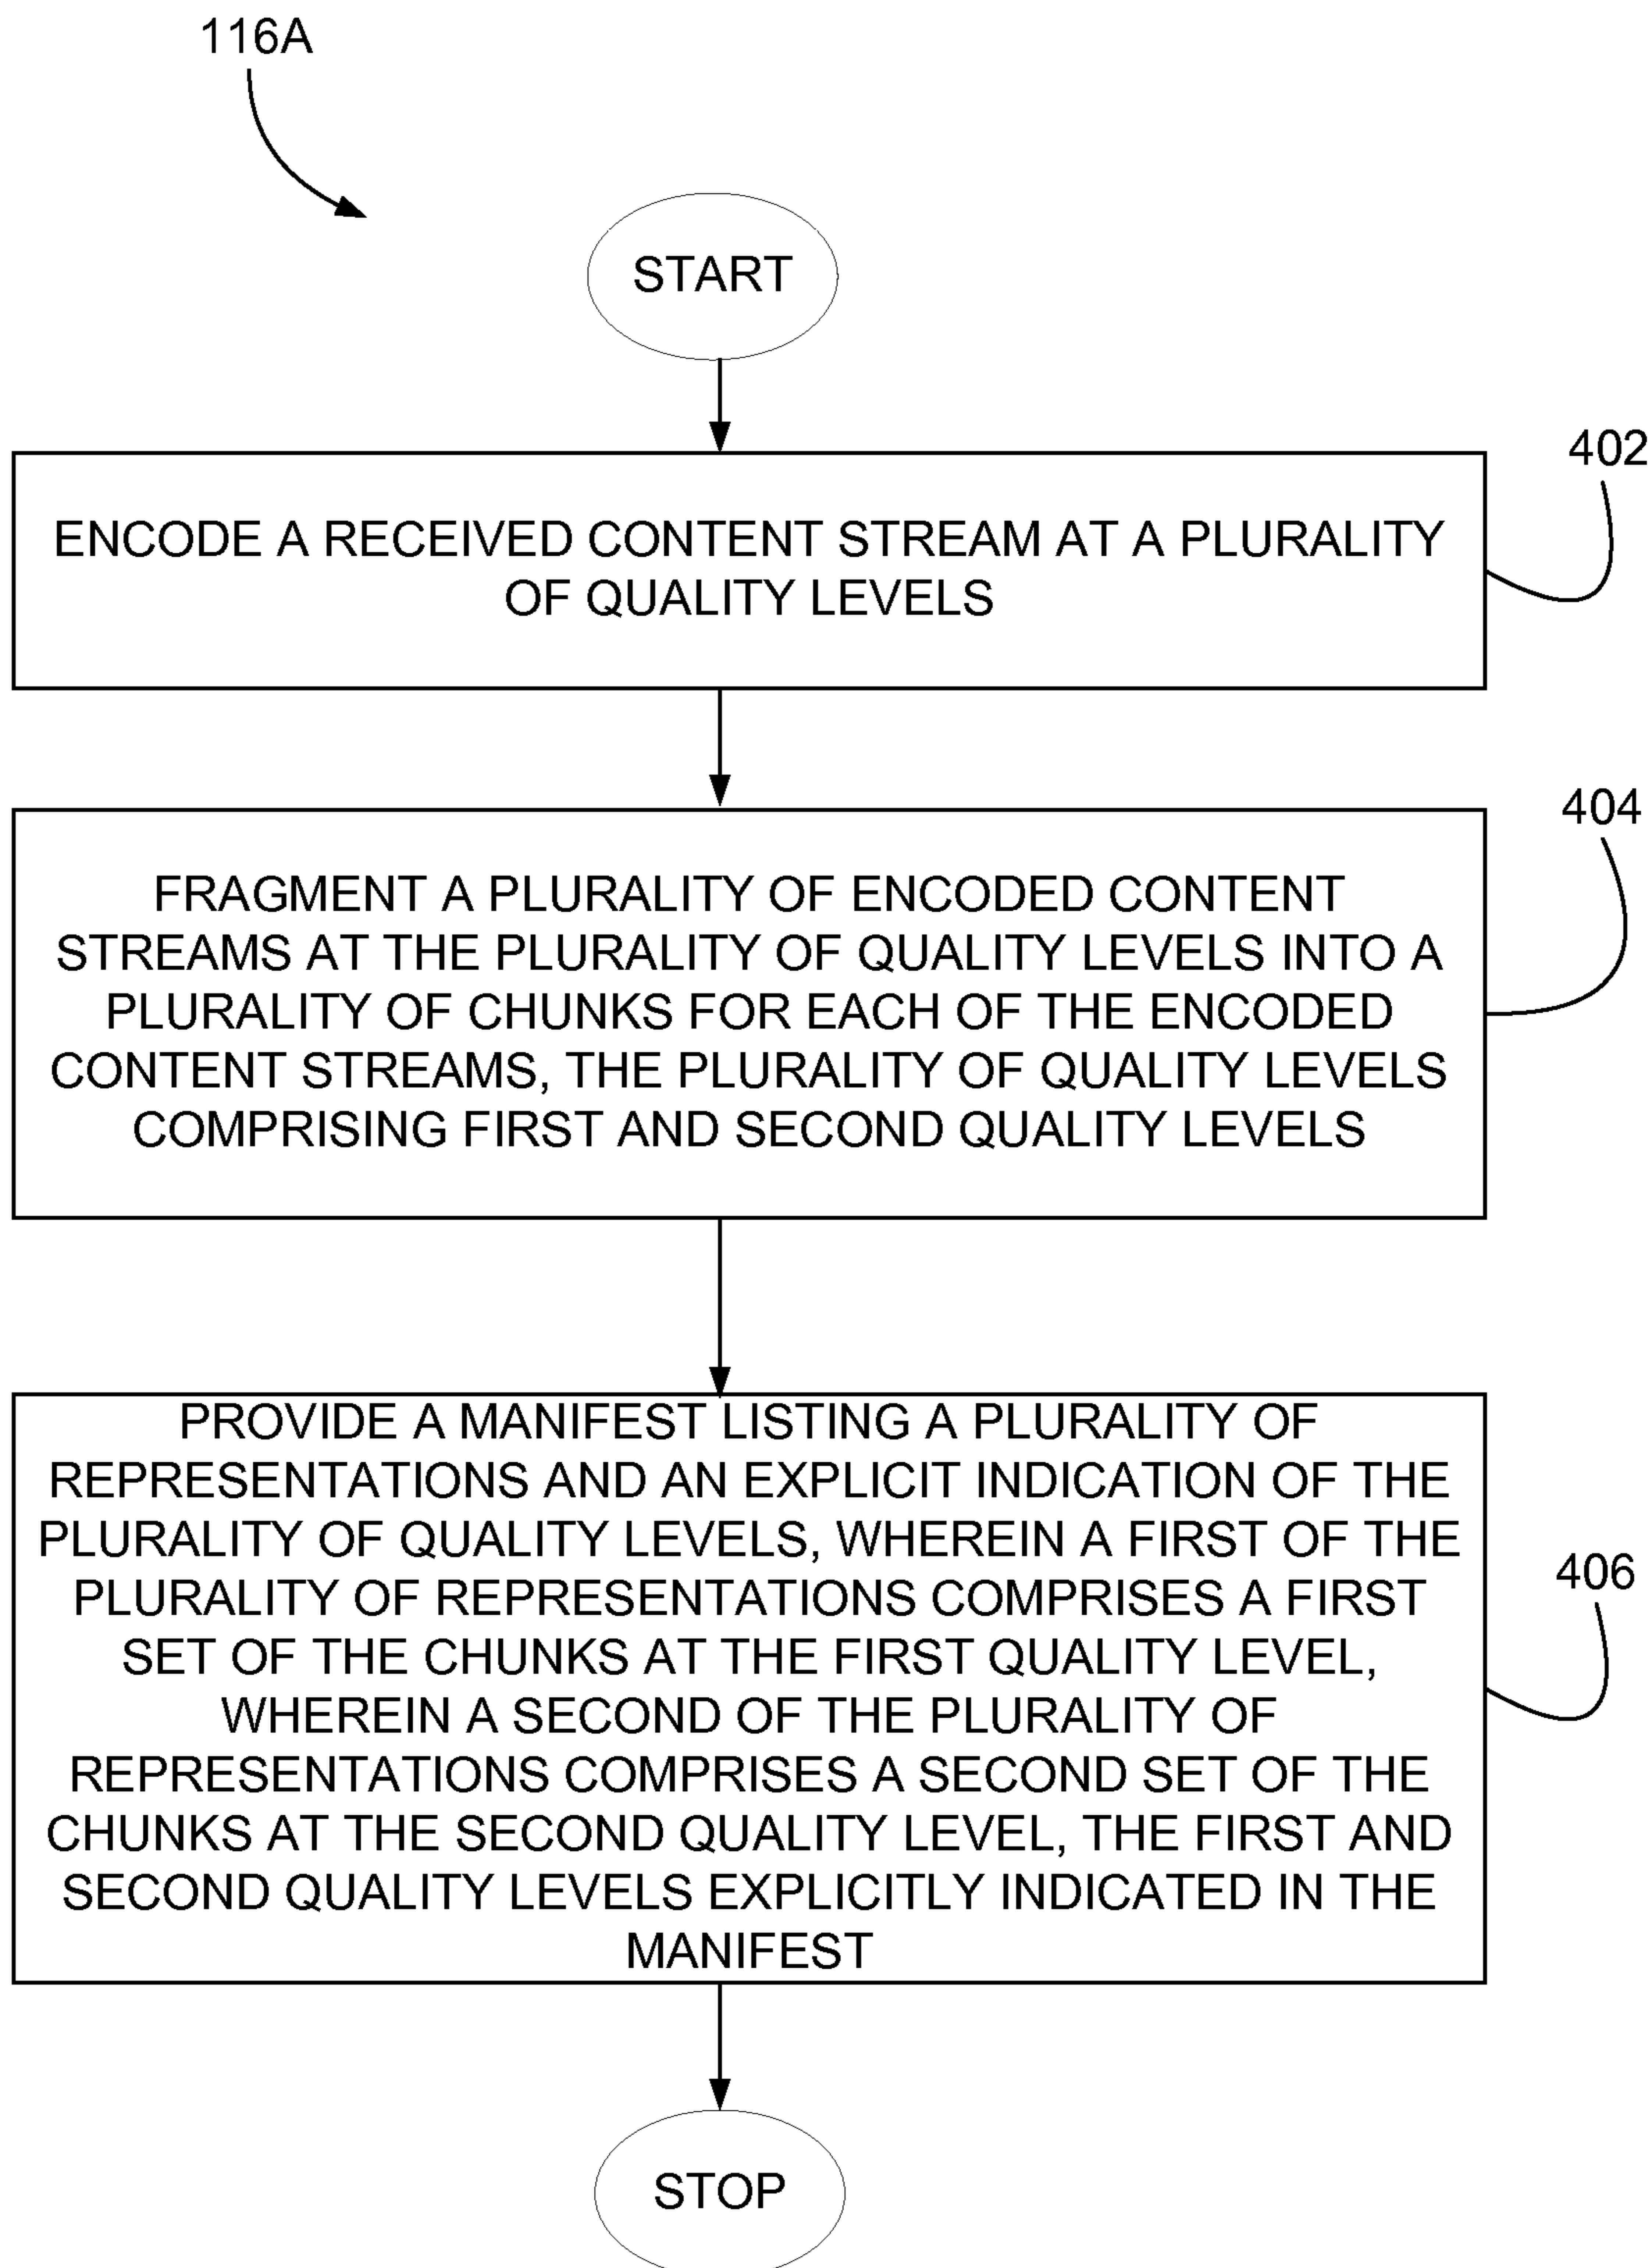 116A
START
402
ENCODE A RECEIVED CONTENT STREAM AT A PLURALITY
OF QUALITY LEVELS
404
FRAGMENT A PLURALITY OF ENCODED CONTENT
STREAMS AT THE PLURALITY OF QUALITY LEVELS INTO A
PLURALITY OF CHUNKS FOR EACH OF THE ENCODED
CONTENT STREAMS, THE PLURALITY OF QUALITY LEVELS
COMPRISING FIRST AND SECOND QUALITY LEVELS
PROVIDE A MANIFEST LISTING A PLURALITY OF
REPRESENTATIONS AND AN EXPLICIT INDICATION OF THE
PLURALITY OF QUALITY LEVELS, WHEREIN A FIRST OF THE
PLURALITY OF REPRESENTATIONS COMPRISES A FIRST
406
SET OF THE CHUNKS AT THE FIRST QUALITY LEVEL,
WHEREIN A SECOND OF THE PLURALITY OF
REPRESENTATIONS COMPRISES A SECOND SET OF THE
CHUNKS AT THE SECOND QUALITY LEVEL, THE FIRST AND
SECOND QUALITY LEVELS EXPLICITLY INDICATED IN THE
MANIFEST
STOP